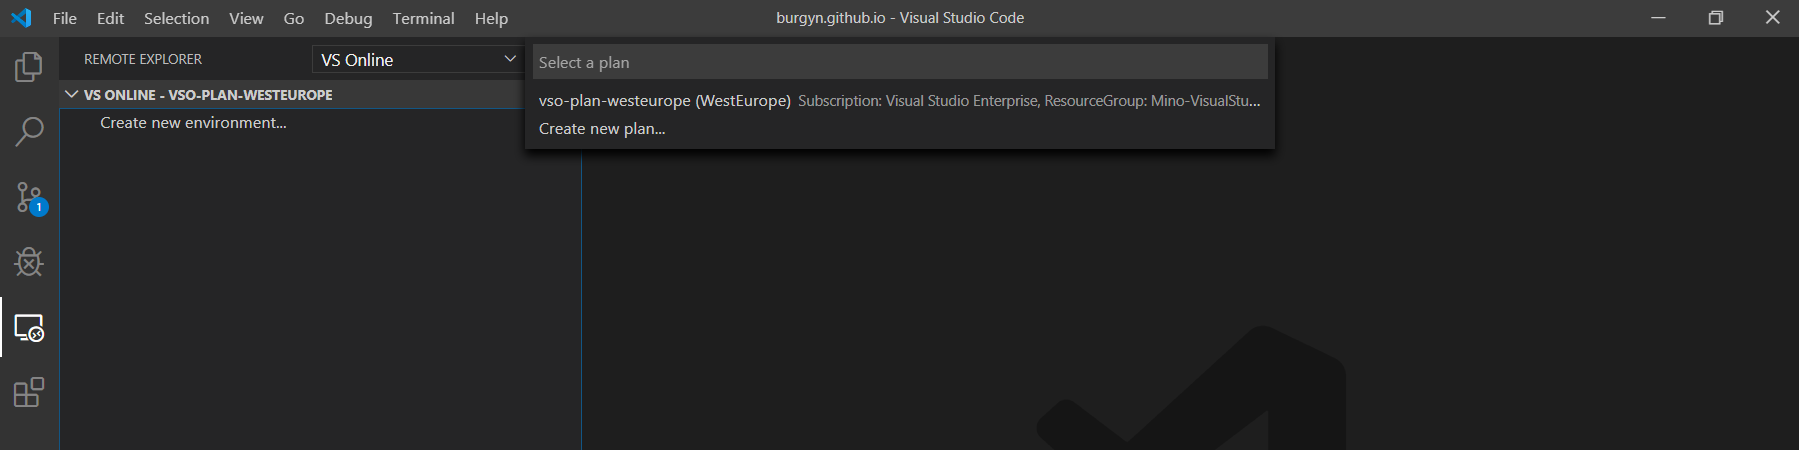 File Edit Selection View Go Debug Terminal Help
burgyn.github.io - Visual Studio Code
REMOTE EXPLORER
VS Online
VS ONLINE - VSO-PLAN-WESTEUROPE
Create new environment...
Select a plan
vso-plan-westeurope (WestEurope) Subscription: Visual Studio Enterprise, ResourceGroup: Mino-VisualStu...
Create new plan...
1